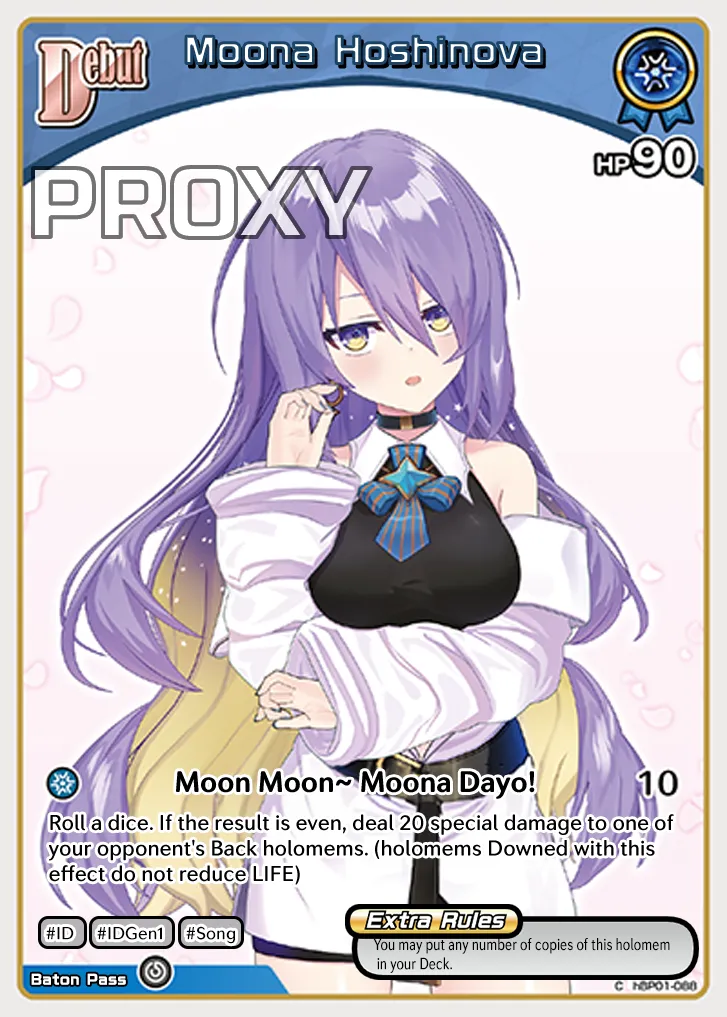 Debut
Moona Hoshinova
HP 90
PROXY
Moon Moon~ Moona Dayo! 10
Roll a dice. If the result is even, deal 20 special damage to one of
your opponent's Back holomems. (holomems Downed with this
effect do not reduce LIFE)
#ID #IDGen1 #Song
Extra Rules
You may put any number of copies of this holomem
in your Deck.
Baton Pass
C hBP01-088